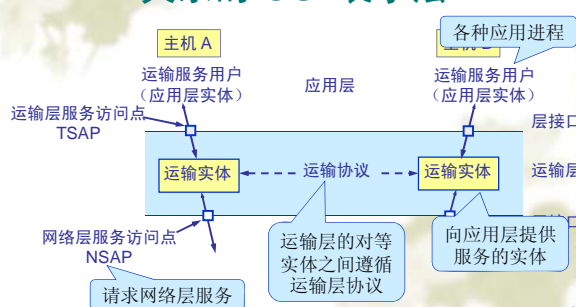 主机 A
各种应用进程
运输服务用户
（应用层实体）
应用层
运输服务用户
（应用层实体）
运输层服务访问点
TSAP
层接口
运输实体
运输协议
运输实体
运输层
网络层服务访问点
NSAP
运输层的对等
实体之间遵循
运输层协议
向应用层提供
服务的实体
请求网络层服务